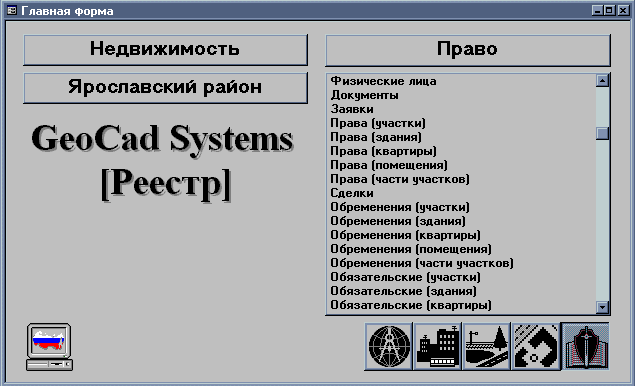 Главная форма
Недвижимость
Ярославский район
GeoCad Systems
[Реестр]
Право
Физические лица
Документы
Заявки
Права (участки)
Права (здания)
Права (квартиры)
Права (помещения)
Права (части участков)
Сделки
Обременения (участки)
Обременения (здания)
Обременения (квартиры)
Обременения (помещения)
Обременения (части участков)
Обязательские (участки)
Обязательские (здания)
Обязательские (квартиры)